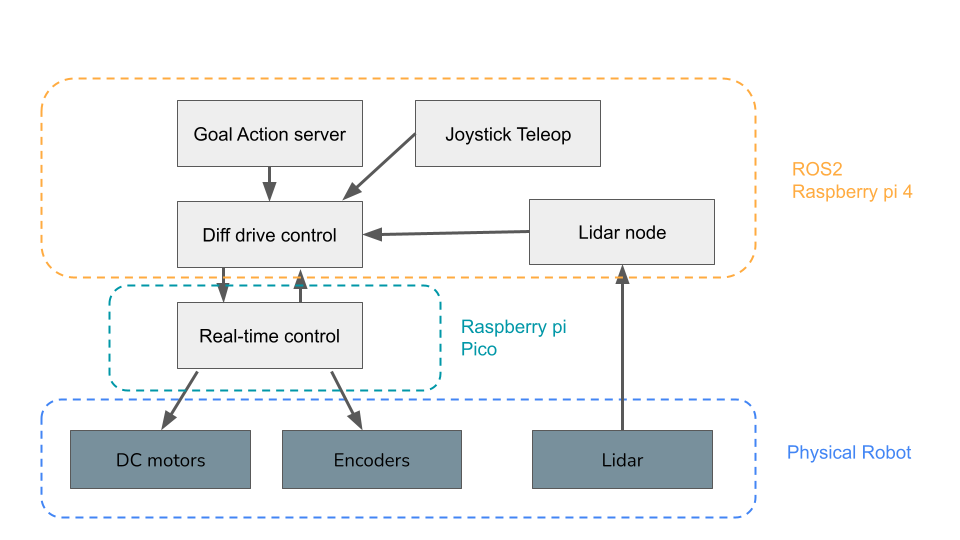 Goal Action server
Joystick Teleop
ROS2
Raspberry pi 4
Diff drive control
Lidar node
Real-time control
Raspberry pi
Pico
DC motors
Encoders
Lidar
Physical Robot